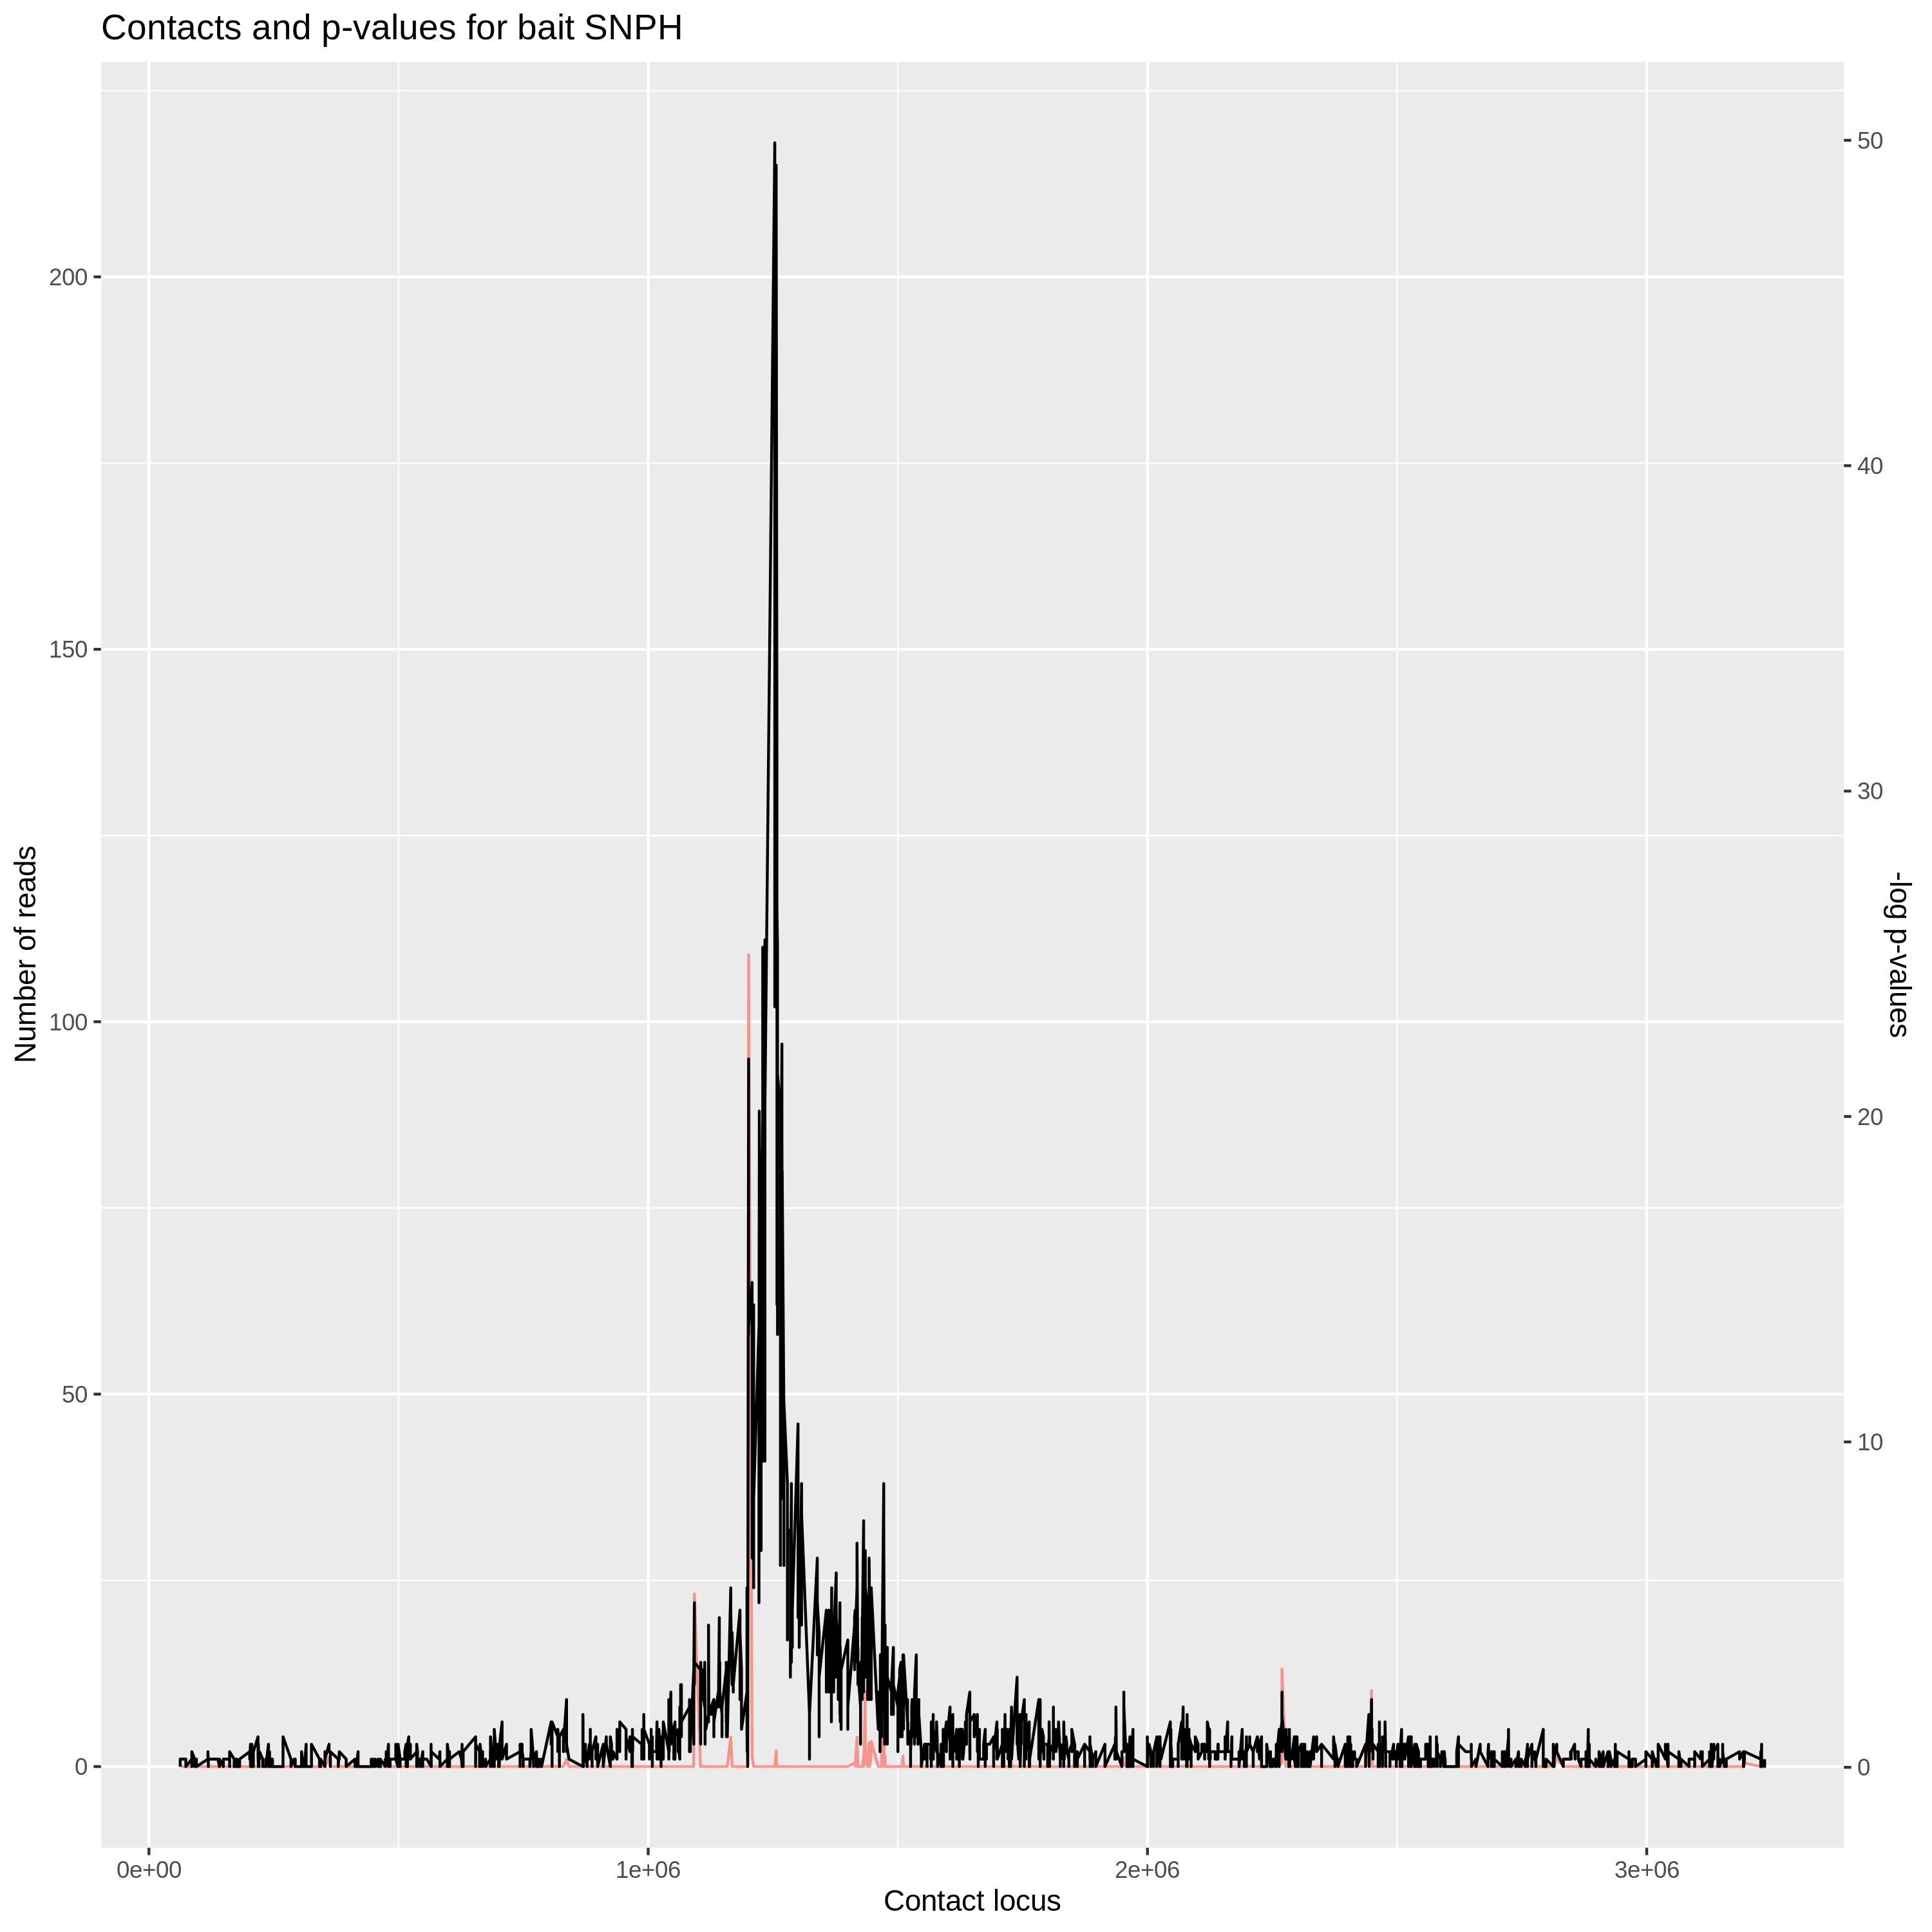 Contacts and p-values for bait SNPH
200
150
100
50
0
Number of reads
50
40
30
20
10
0
-log p-values
0e+00
1e+06
2e+06
3e+06
Contact locus